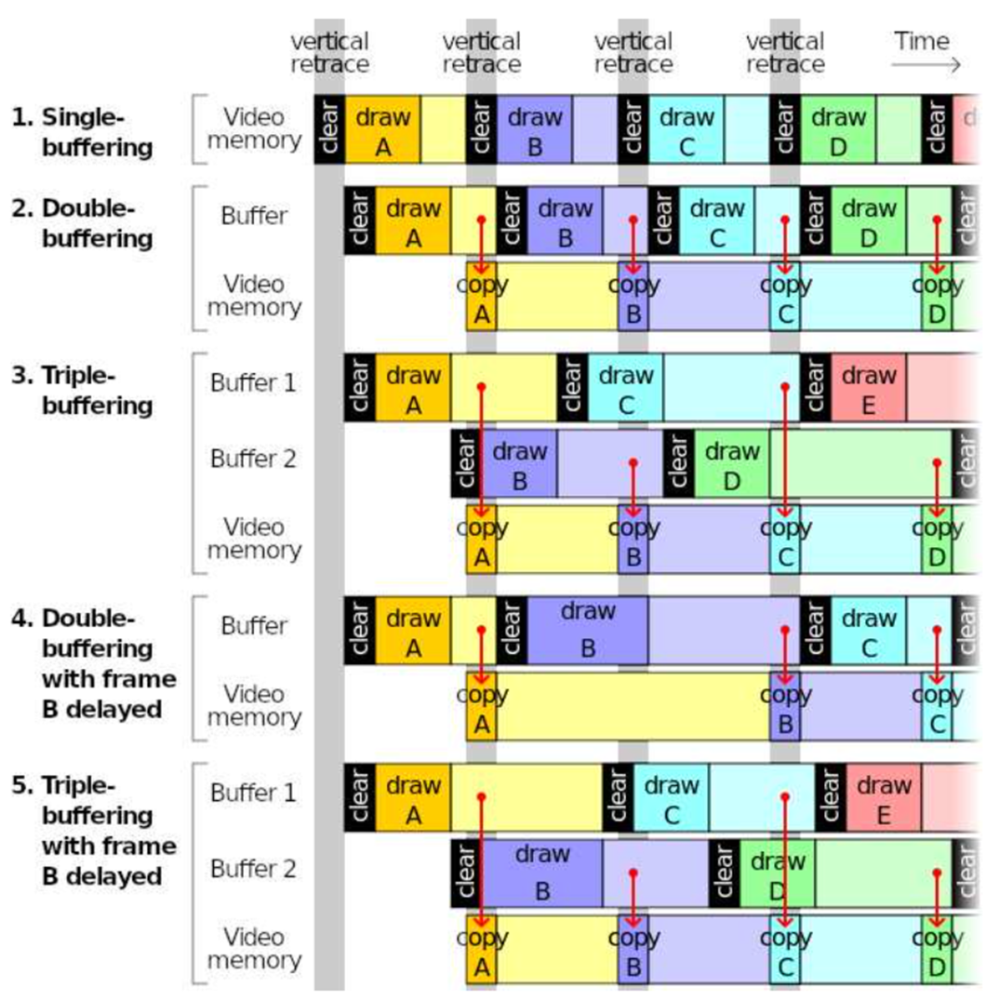 vertical retrace
vertical retrace
vertical retrace
vertical retrace
Time
1. Single-
buffering
Video
memory
clear
draw
A
clear
draw
B
clear
draw
C
clear
draw
D
clear
d
2. Double-
buffering
Buffer
clear
draw
A
clear
draw
B
clear
draw
C
clear
draw
D
clear
Video
memory
copy
A
copy
B
copy
C
copy
D
3. Triple-
buffering
Buffer 1
clear
draw
A
clear
draw
C
clear
draw
E
Buffer 2
clear
draw
B
clear
draw
D
clear
Video
memory
copy
A
copy
B
copy
C
copy
D
4. Double-
buffering
with frame
B delayed
Buffer
clear
draw
A
clear
draw
B
clear
draw
C
clear
Video
memory
copy
A
copy
B
copy
C
5. Triple-
buffering
with frame
B delayed
Buffer 1
clear
draw
A
clear
draw
C
clear
draw
E
Buffer 2
clear
draw
B
clear
draw
D
clear
Video
memory
copy
A
copy
B
copy
C
copy
D